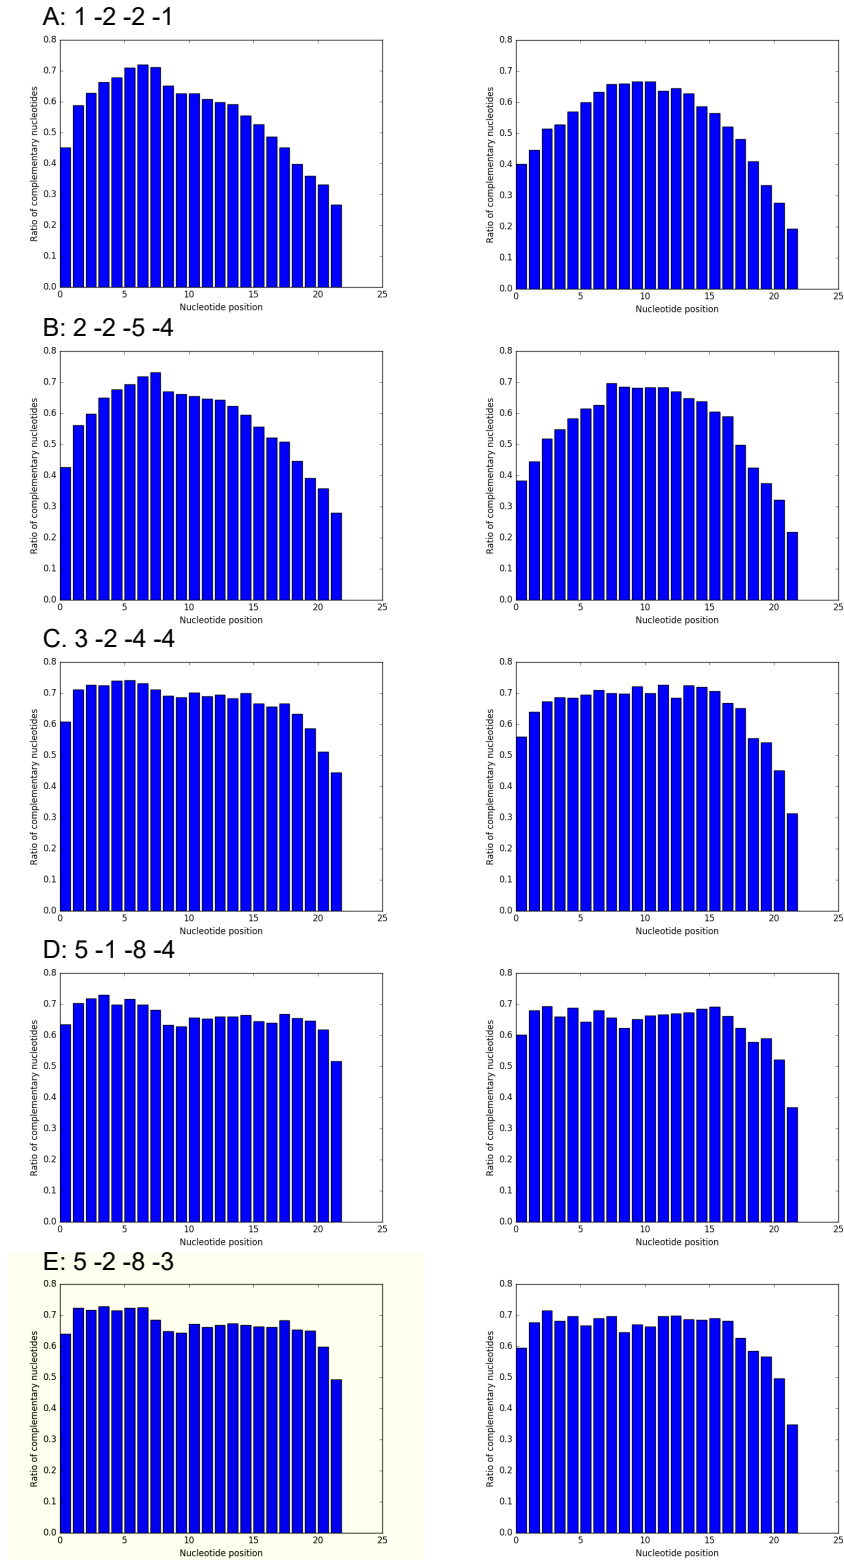 A: 1 -2 -2 -1
0.8
0.7
0.6
0.5
0.4
0.3
0.2
0.1
0.0
Ratio of complementary nucleotides
0 5 10 15 20 25
Nucleotide position
0.8
0.7
0.6
0.5
0.4
0.3
0.2
0.1
0.0
Ratio of complementary nucleotides
0 5 10 15 20 25
Nucleotide position
B: 2 -2 -5 -4
0.8
0.7
0.6
0.5
0.4
0.3
0.2
0.1
0.0
Ratio of complementary nucleotides
0 5 10 15 20 25
Nucleotide position
0.8
0.7
0.6
0.5
0.4
0.3
0.2
0.1
0.0
Ratio of complementary nucleotides
0 5 10 15 20 25
Nucleotide position
C. 3 -2 -4 -4
0.8
0.7
0.6
0.5
0.4
0.3
0.2
0.1
0.0
Ratio of complementary nucleotides
0 5 10 15 20 25
Nucleotide position
0.8
0.7
0.6
0.5
0.4
0.3
0.2
0.1
0.0
Ratio of complementary nucleotides
0 5 10 15 20 25
Nucleotide position
D: 5 -1 -8 -4
0.8
0.7
0.6
0.5
0.4
0.3
0.2
0.1
0.0
Ratio of complementary nucleotides
0 5 10 15 20 25
Nucleotide position
0.8
0.7
0.6
0.5
0.4
0.3
0.2
0.1
0.0
Ratio of complementary nucleotides
0 5 10 15 20 25
Nucleotide position
E: 5 -2 -8 -3
0.8
0.7
0.6
0.5
0.4
0.3
0.2
0.1
0.0
Ratio of complementary nucleotides
0 5 10 15 20 25
Nucleotide position
0.8
0.7
0.6
0.5
0.4
0.3
0.2
0.1
0.0
Ratio of complementary nucleotides
0 5 10 15 20 25
Nucleotide position